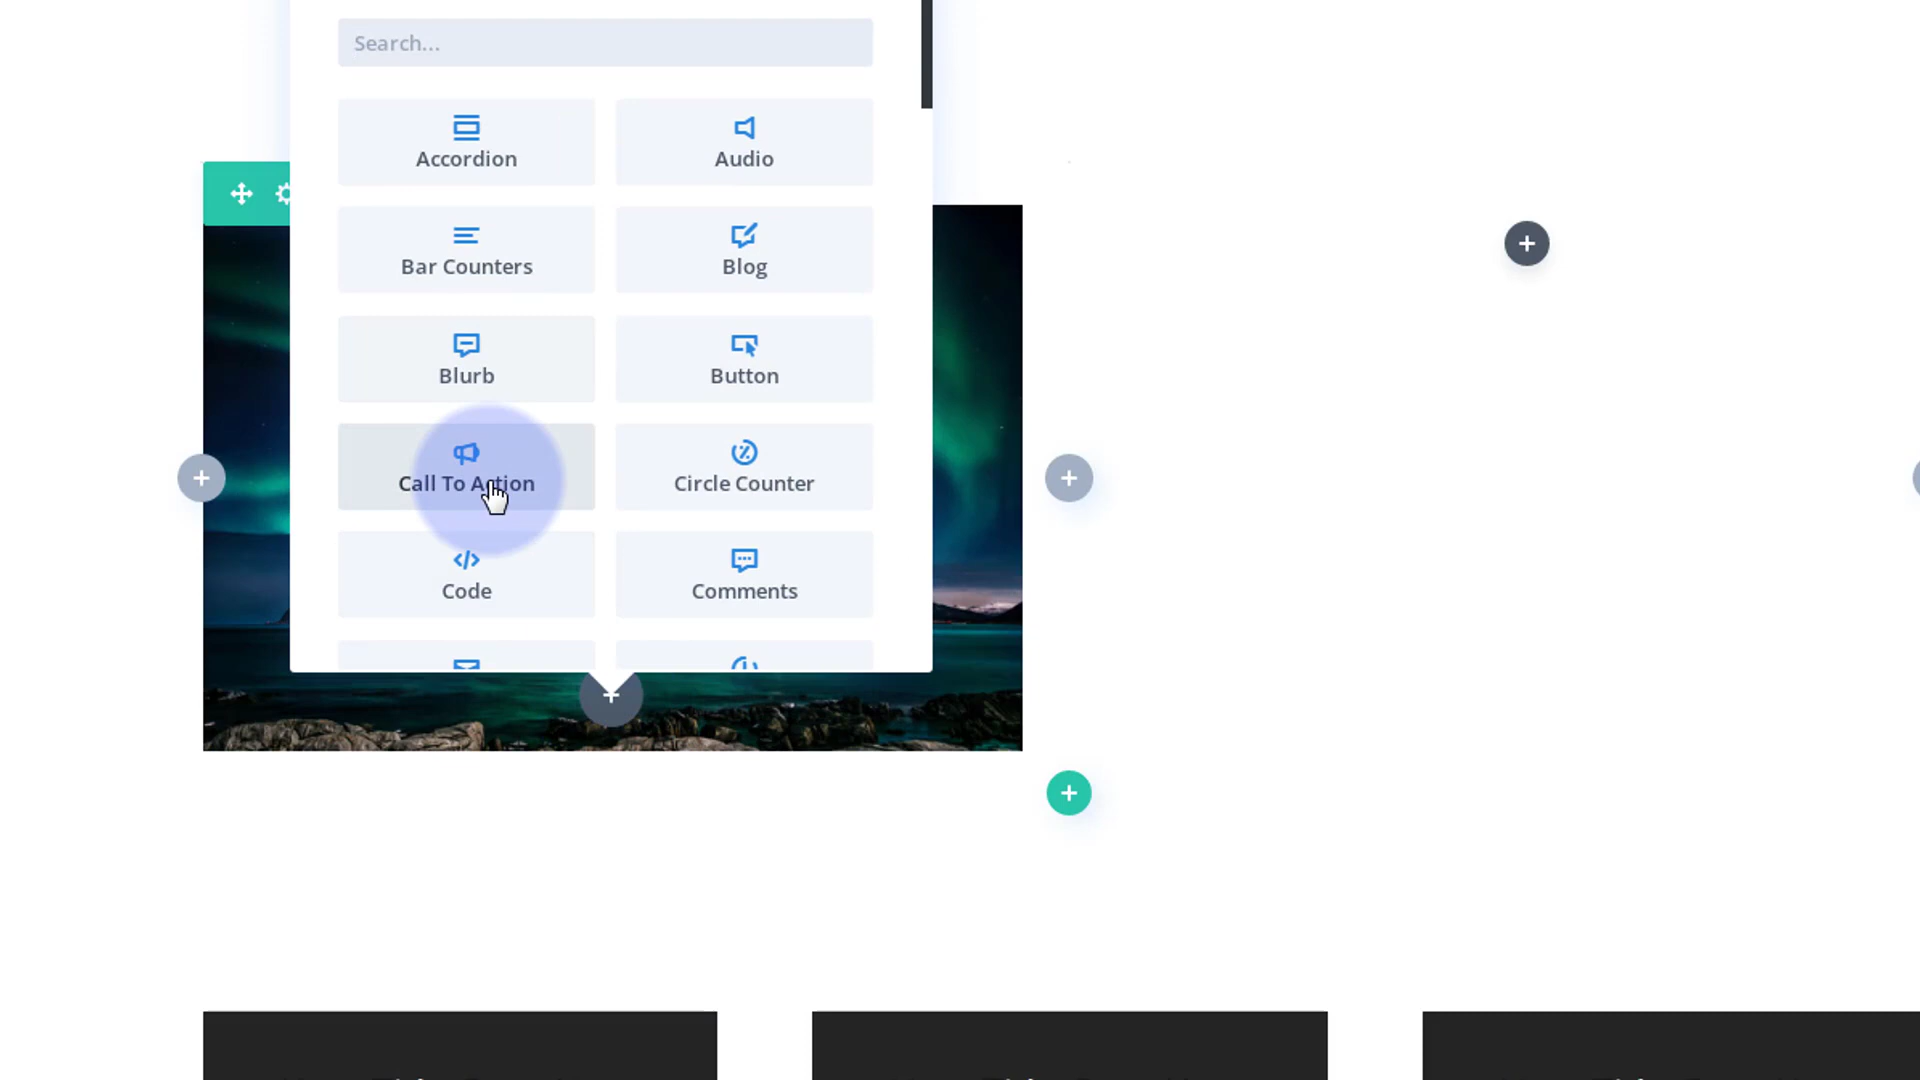 Search...
Accordion
Audio
Bar Counters
Blog
Blurb
Button
Call To Action
Circle Counter
Code
Comments